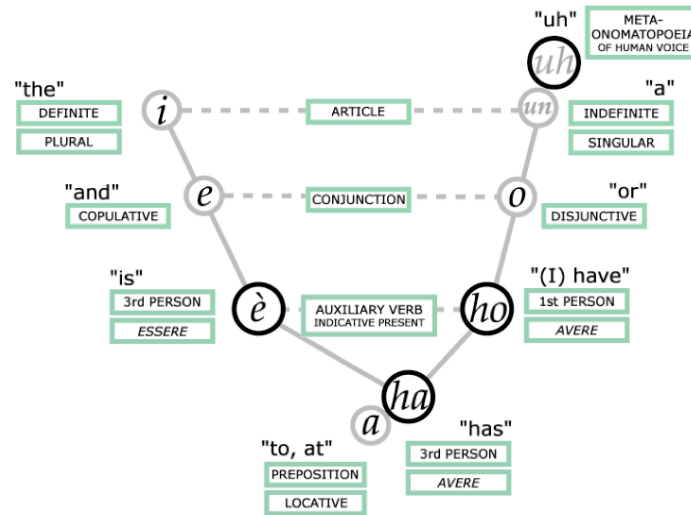 "uh"
META-
ONOMATOPOEIA
OF HUMAN VOICE
uh
"the"
DEFINITE
PLURAL
i
ARTICLE
un
"a"
INDEFINITE
SINGULAR
"and"
COPULATIVE
e
CONJUNCTION
o
"or"
DISJUNCTIVE
"is"
3rd PERSON
ESSERE
è
AUXILIARY VERB
INDICATIVE PRESENT
ho
"(I) have"
1st PERSON
AVERE
ha
a
"to, at"
PREPOSITION
LOCATIVE
"has"
3rd PERSON
AVERE